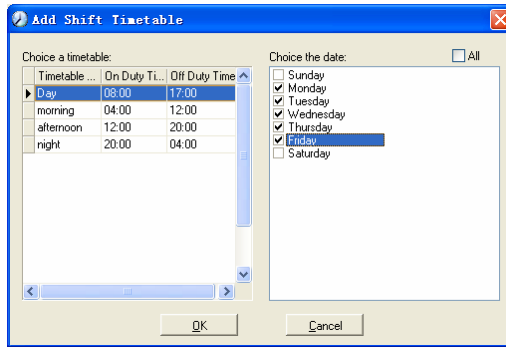 Add Shift Timetable
Choice a timetable:
Timetable ... On Duty Ti... Off Duty Time
Day 08:00 17:00
morning 04:00 12:00
afternoon 12:00 20:00
night 20:00 04:00
Choice the date:
All
Sunday
Monday
Tuesday
Wednesday
Thursday
Friday
Saturday
OK
Cancel